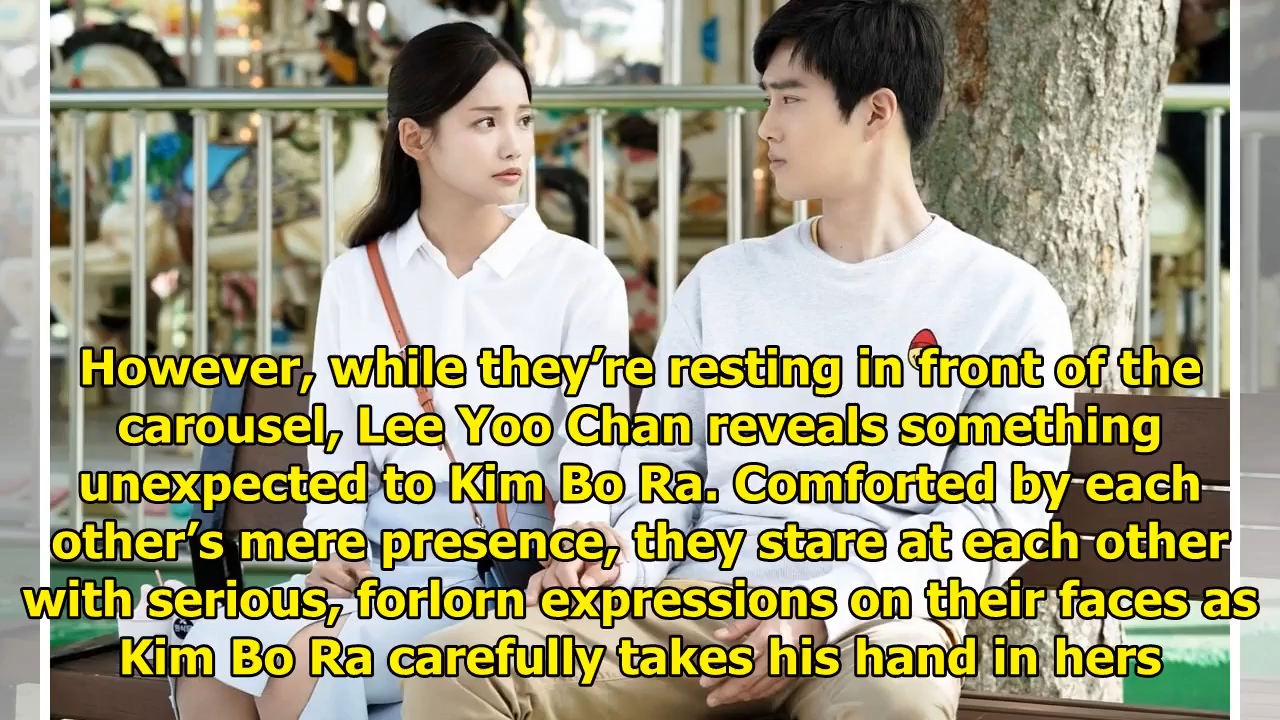 However, while they’re resting in front of the
carousel, Lee Yoo Chan reveals something
unexpected to Kim Bo Ra. Comforted by each
other’s mere presence, they stare at each other
with serious, forlorn expressions on their faces as
Kim Bo Ra carefully takes his hand in hers